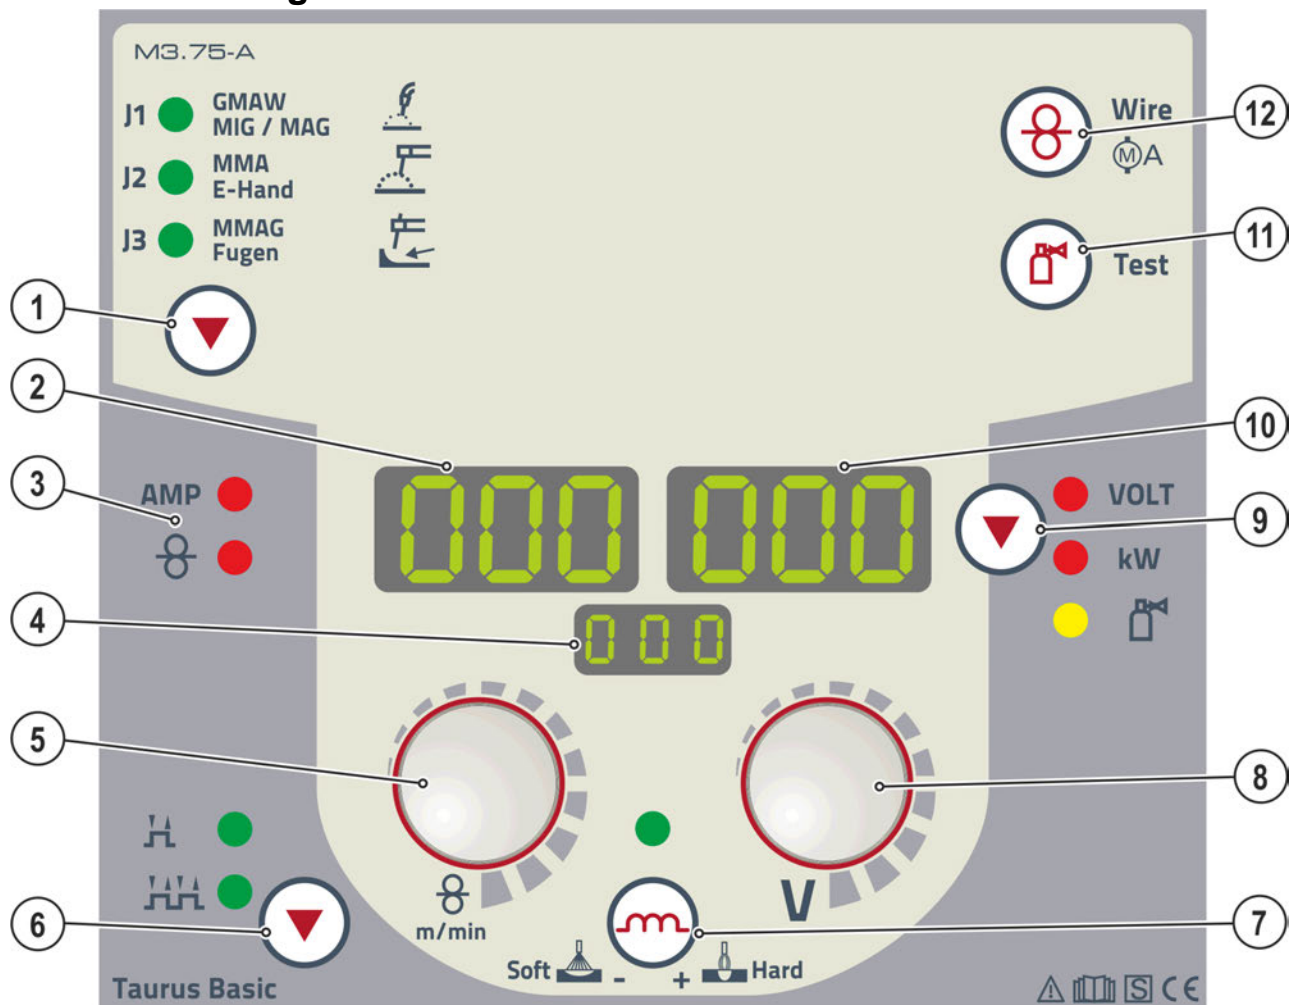 M3.75-A
J1 GMAW
MIG / MAG
J2 MMA
E-Hand
J3 MMAG
Fugen
Wire
M A
Test
12
11
1
2
10
3
AMP
000
000
VOLT
9
kW
4
000
5
8
m/min
V
6
7
Soft - + Hard
Taurus Basic
S CE